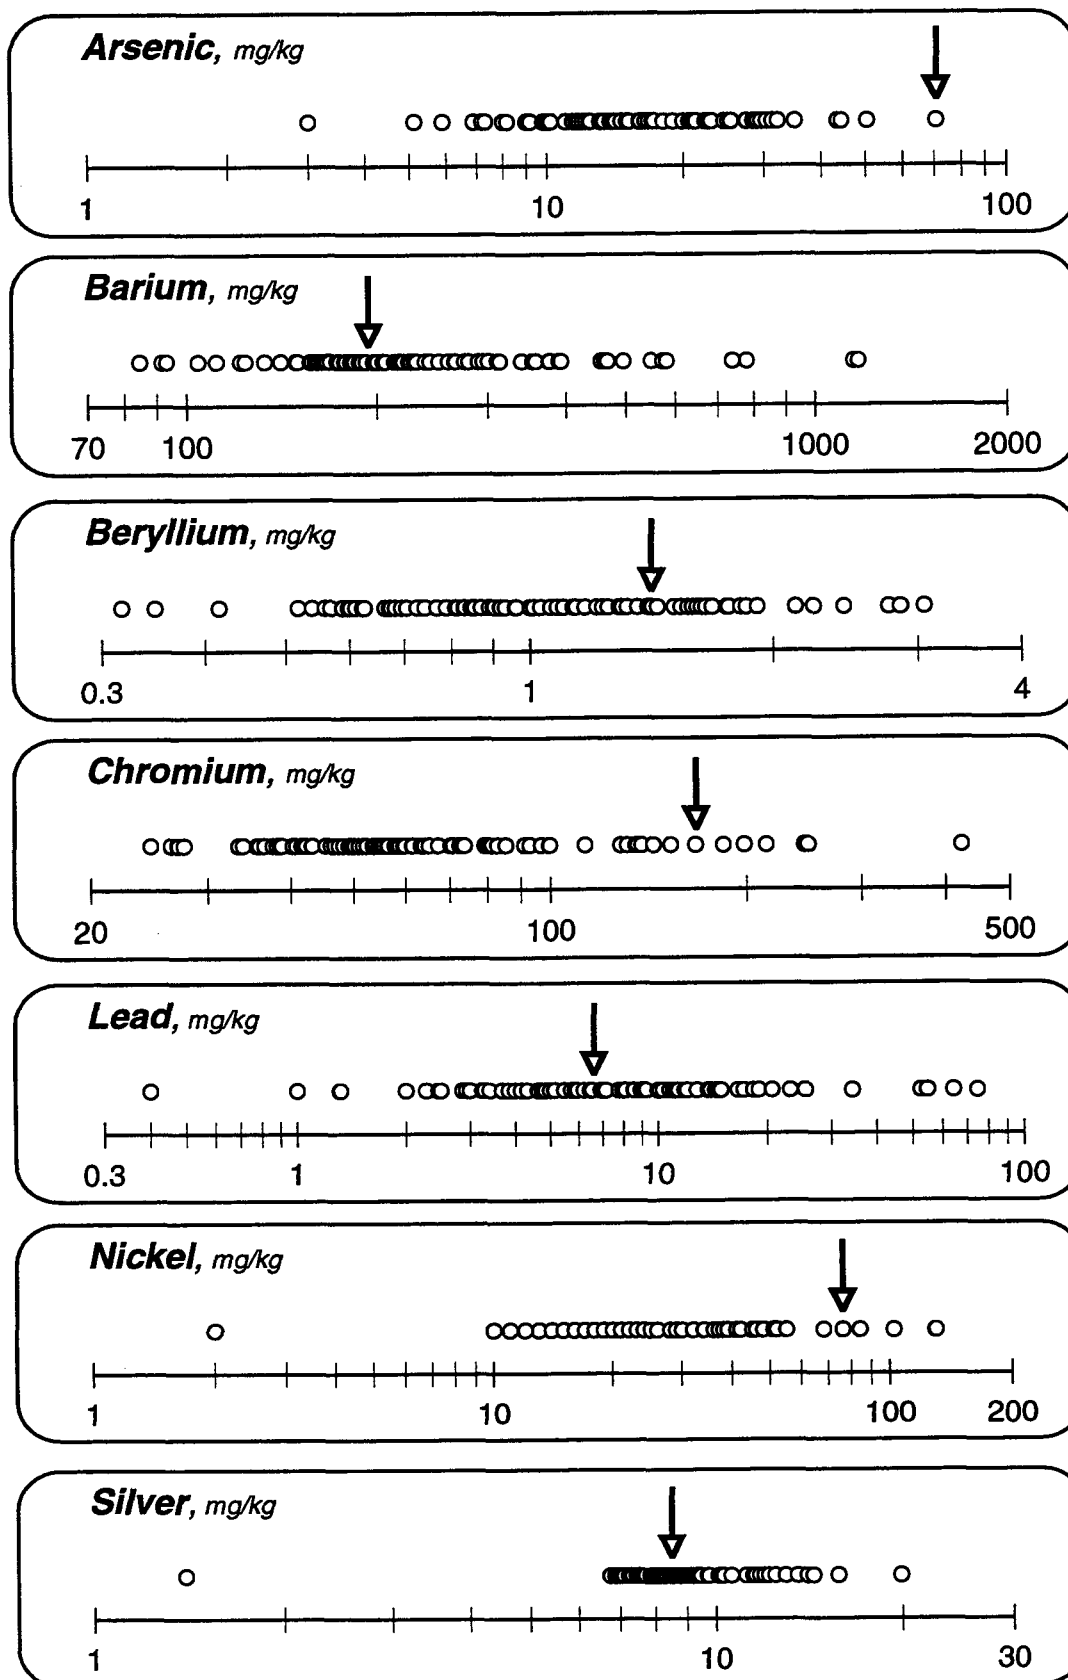 Arsenic, mg/kg
1 10 100
Barium, mg/kg
70 100 1000 2000
Beryllium, mg/kg
0.3 1 4
Chromium, mg/kg
20 100 500
Lead, mg/kg
0.3 1 10 100
Nickel, mg/kg
1 10 100 200
Silver, mg/kg
1 10 30